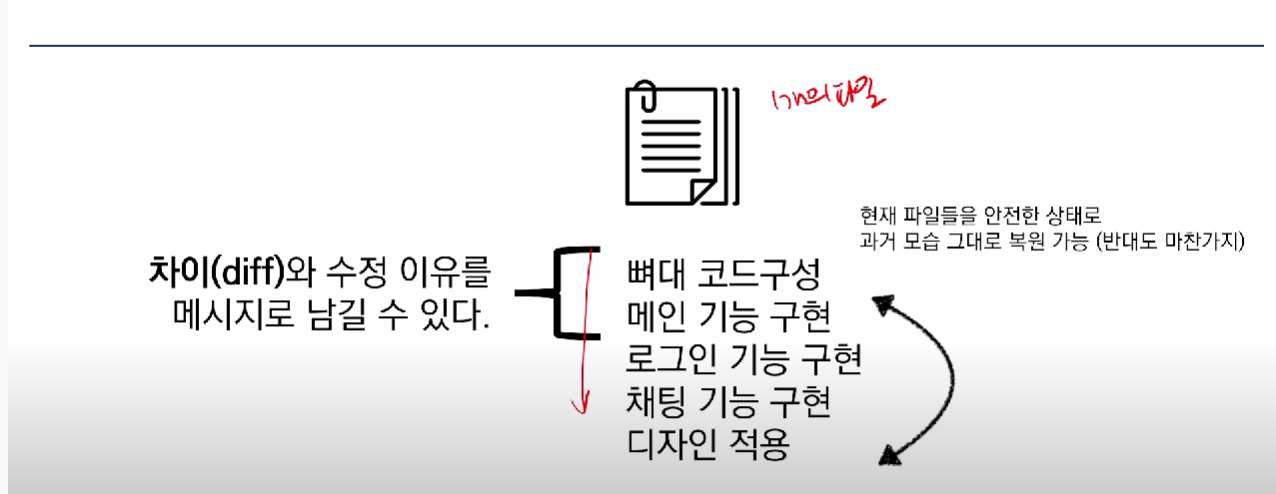 1개의 파일
현재 파일들을 안전한 상태로
과거 모습 그대로 복원 가능 (반대도 마찬가지)
차이(diff)와 수정 이유를
메시지로 남길 수 있다.
뼈대 코드구성
메인 기능 구현
로그인 기능 구현
채팅 기능 구현
디자인 적용